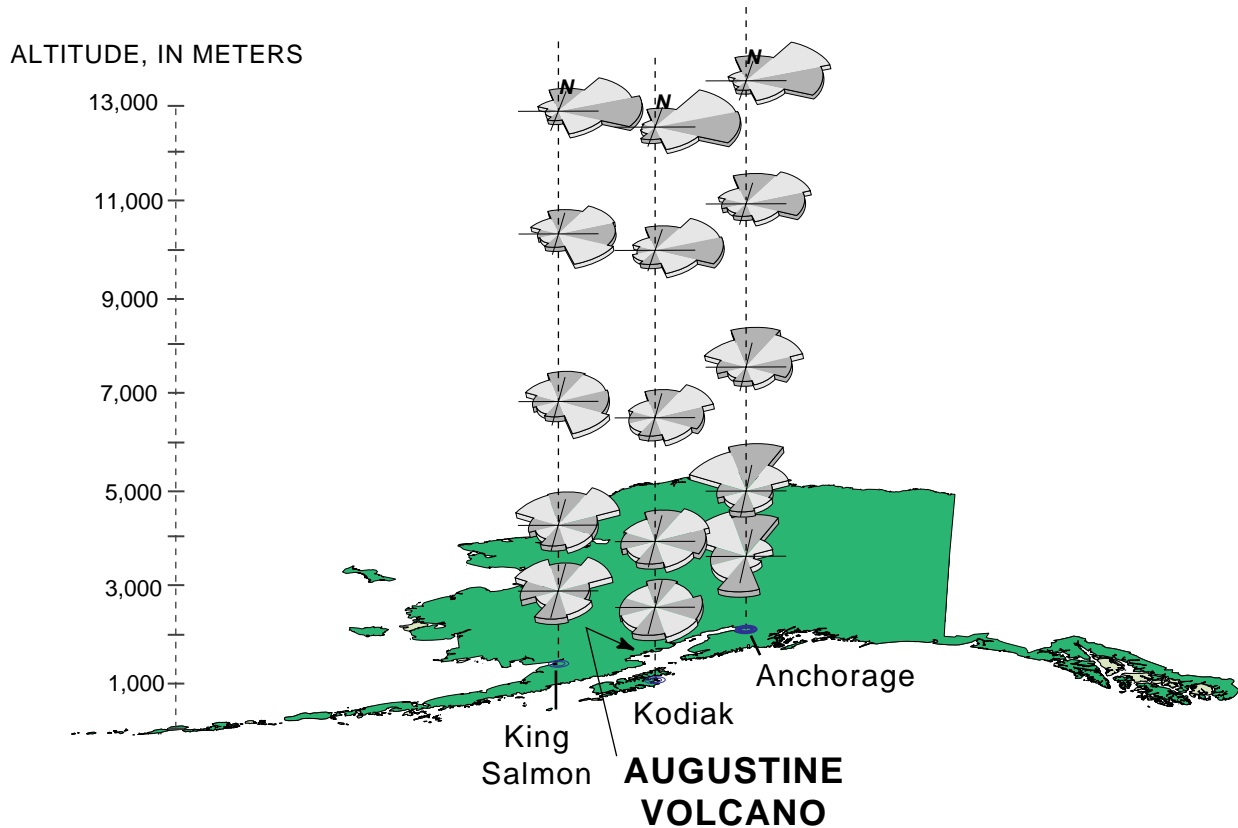 ALTITUDE, IN METERS
N
N
N
13,000
11,000
9,000
7,000
5,000
3,000
1,000
Anchorage
Kodiak
King
Salmon
AUGUSTINE
VOLCANO